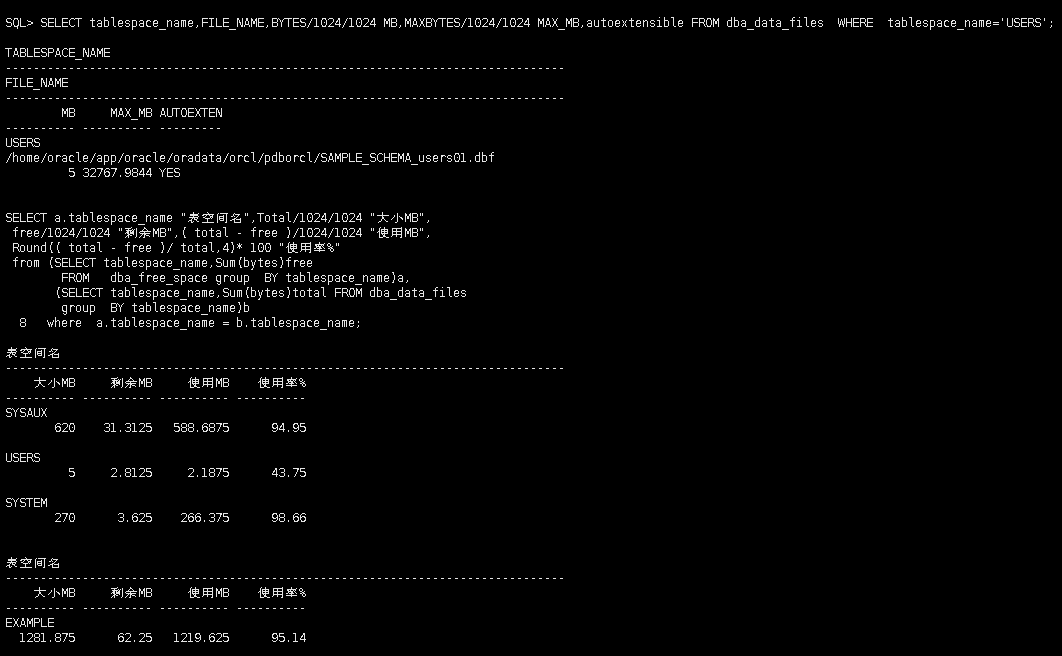 SQL> SELECT tablespace_name,FILE_NAME,BYTES/1024/1024 MB,MAXBYTES/1024/1024 MAX_MB,autoextensible FROM dba_data_files  WHERE  tablespace_name='USERS';
TABLESPACE_NAME
--------------------------------------------------------------------------------
FILE_NAME
--------------------------------------------------------------------------------
        MB     MAX_MB AUTOEXTEN
---------- ---------- ---------
USERS
/home/oracle/app/oracle/oradata/orcl/pdborcl/SAMPLE_SCHEMA_users01.dbf
         5 32767.9844 YES
SELECT a.tablespace_name "表空间名",Total/1024/1024 "大小MB",
 free/1024/1024 "剩余MB",( total - free )/1024/1024 "使用MB",
 Round(( total - free )/ total,4)* 100 "使用率%"
 from (SELECT tablespace_name,Sum(bytes)free
        FROM   dba_free_space group  BY tablespace_name)a,
       (SELECT tablespace_name,Sum(bytes)total FROM dba_data_files
        group  BY tablespace_name)b
  8   where  a.tablespace_name = b.tablespace_name;
表空间名
--------------------------------------------------------------------------------
    大小MB     剩余MB     使用MB    使用率%
---------- ---------- ---------- ----------
SYSAUX
       620    31.3125   588.6875      94.95
USERS
         5     2.8125     2.1875      43.75
SYSTEM
       270      3.625    266.375      98.66
表空间名
--------------------------------------------------------------------------------
    大小MB     剩余MB     使用MB    使用率%
---------- ---------- ---------- ----------
EXAMPLE
  1281.875      62.25   1219.625      95.14